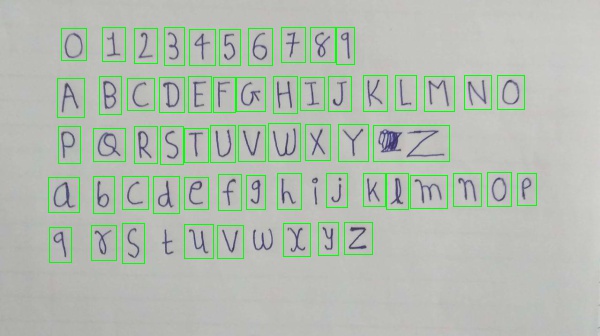 0 1 2 3 4 5 6 7 8 9
A B C D E F G H I J K L M N O
P Q R S T U V W X Y Z
a b c d e f g h i j k l m n o p
q r s t u v w x y z